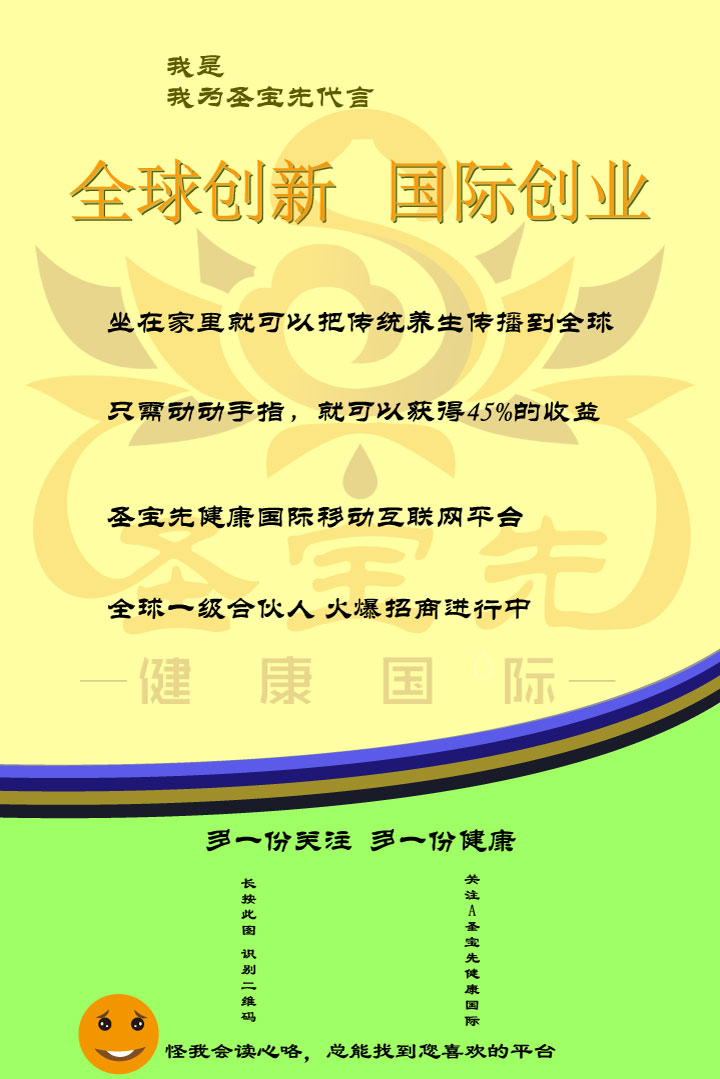 我是
我为圣宝先代言
全球创新 国际创业
坐在家里就可以把传统养生传播到全球
只需动动手指，就可以获得45%的收益
圣宝先健康国际移动互联网平台
全球一级合伙人 火爆招商进行中
圣宝先
健康国际
多一份关注 多一份健康
长按此图 识别二维码
关注A圣宝先健康国际
怪我会读心咯，总能找到您喜欢的平台